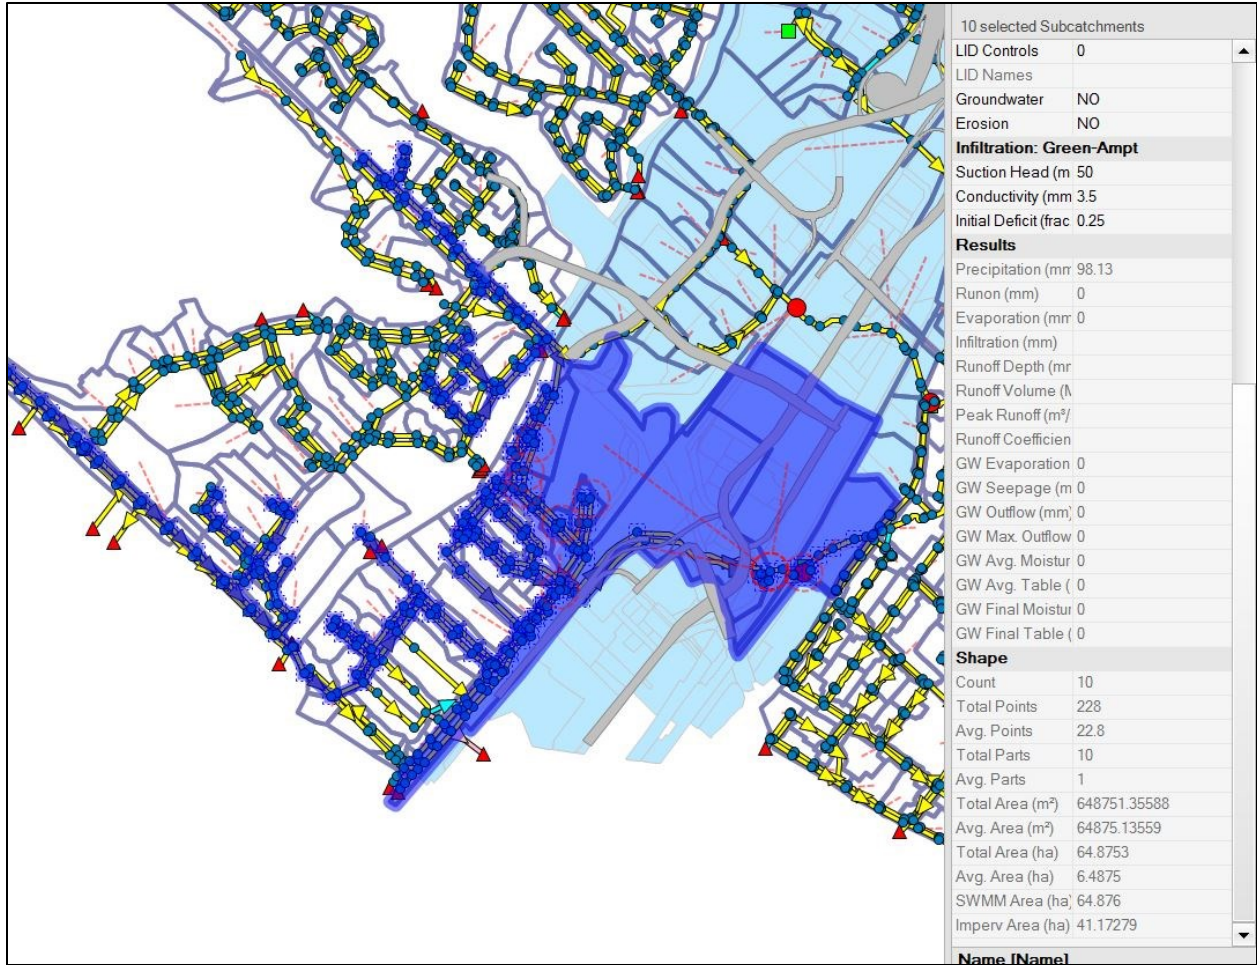 10 selected Subcatchments
LID Controls 0
LID Names
Groundwater NO
Erosion NO
Infiltration: Green-Ampt
Suction Head (m 50
Conductivity (mm 3.5
Initial Deficit (frac 0.25
Results
Precipitation (mm 98.13
Runon (mm) 0
Evaporation (mm 0
Infiltration (mm)
Runoff Depth (mr
Runoff Volume (M
Peak Runoff (m³/
Runoff Coefficien
GW Evaporation 0
GW Seepage (m 0
GW Outflow (mm) 0
GW Max. Outflow 0
GW Avg. Moistur 0
GW Avg. Table ( 0
GW Final Moistur 0
GW Final Table ( 0
Shape
Count 10
Total Points 228
Avg. Points 22.8
Total Parts 10
Avg. Parts 1
Total Area (m²) 648751.35588
Avg. Area (m²) 64875.13559
Total Area (ha) 64.8753
Avg. Area (ha) 6.4875
SWMM Area (ha) 64.876
Imperv Area (ha) 41.17279
Name [Name]